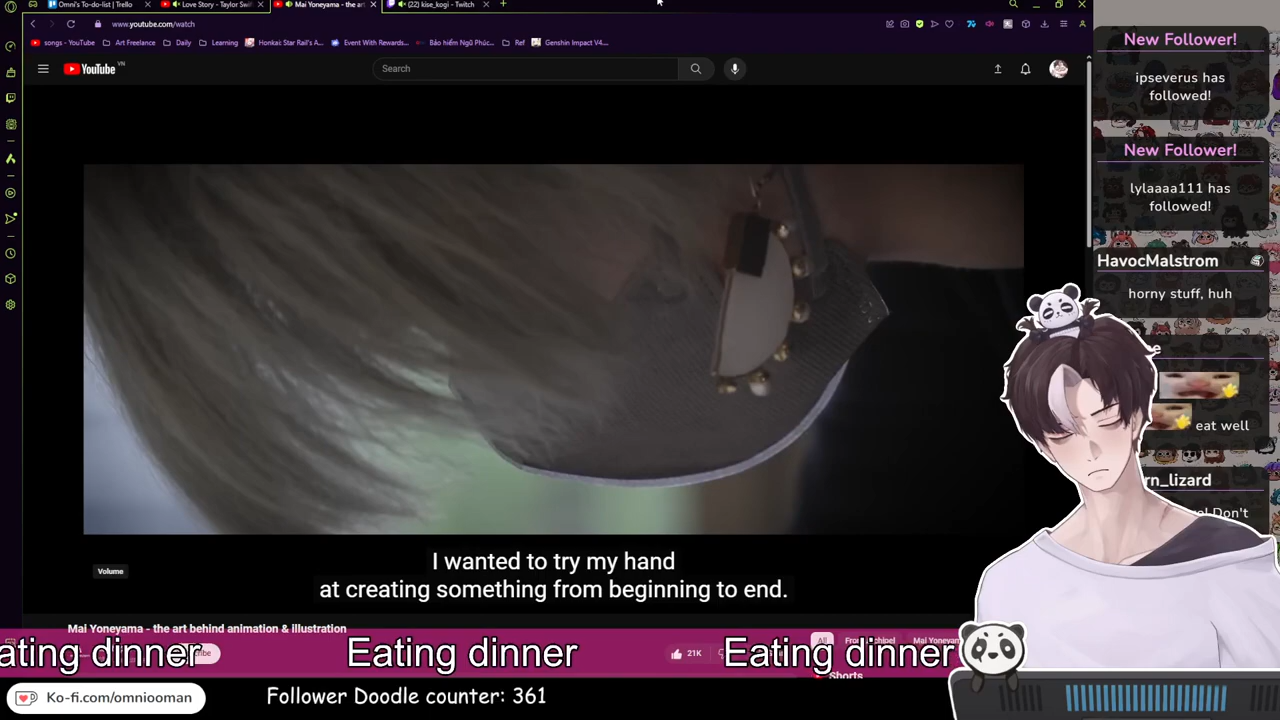 Omni's To-do-list | Trello
Love Story - Taylor Swi
Mai Yoneyama - the ar
(22) kise_kogi - Twitch
www.youtube.com/watch
songs - YouTube
Art Freelance
Daily
Learning
Honkai: Star Rail's A...
Event With Rewards...
Bảo hiểm Ngũ Phúc...
Ref
Genshin Impact V4....
YouTube VN
Search
New Follower!
ipseverus has
followed!
New Follower!
lylaaaa111 has
followed!
HavocMalstrom
horny stuff, huh
eat well
rn_lizard
Don't
I wanted to try my hand
at creating something from beginning to end.
Volume
Mai Yoneyama - the art behind animation & illustration
21K
All
Mai Yoneyam
ating dinner
Eating dinner
Eating dinner
Shorts
Ko-fi.com/omniooman
Follower Doodle counter: 361